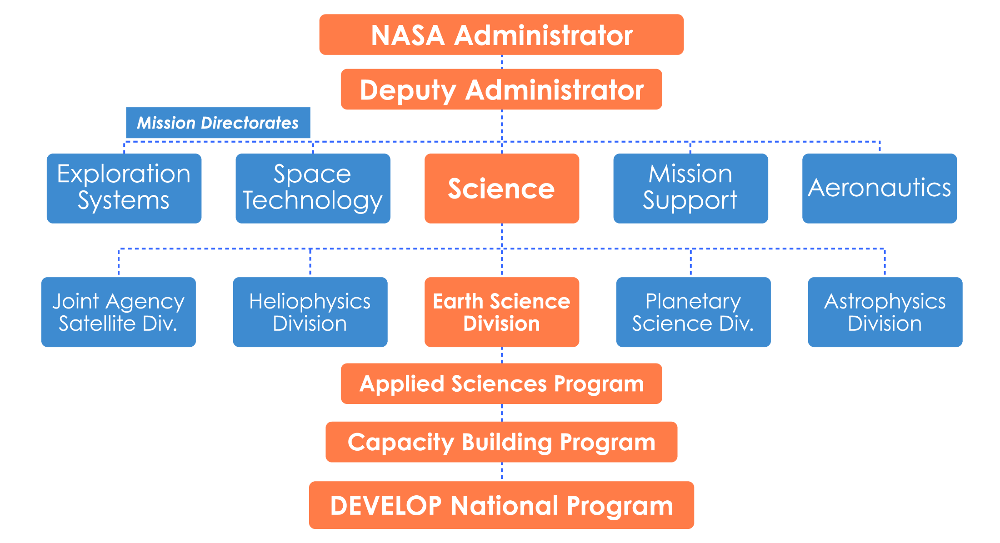 NASA Administrator
Deputy Administrator
Mission Directorates
Exploration
Systems
Space
Technology
Science
Mission
Support
Aeronautics
Joint Agency
Satellite Div.
Heliophysics
Division
Earth Science
Division
Planetary
Science Div.
Astrophysics
Division
Applied Sciences Program
Capacity Building Program
DEVELOP National Program